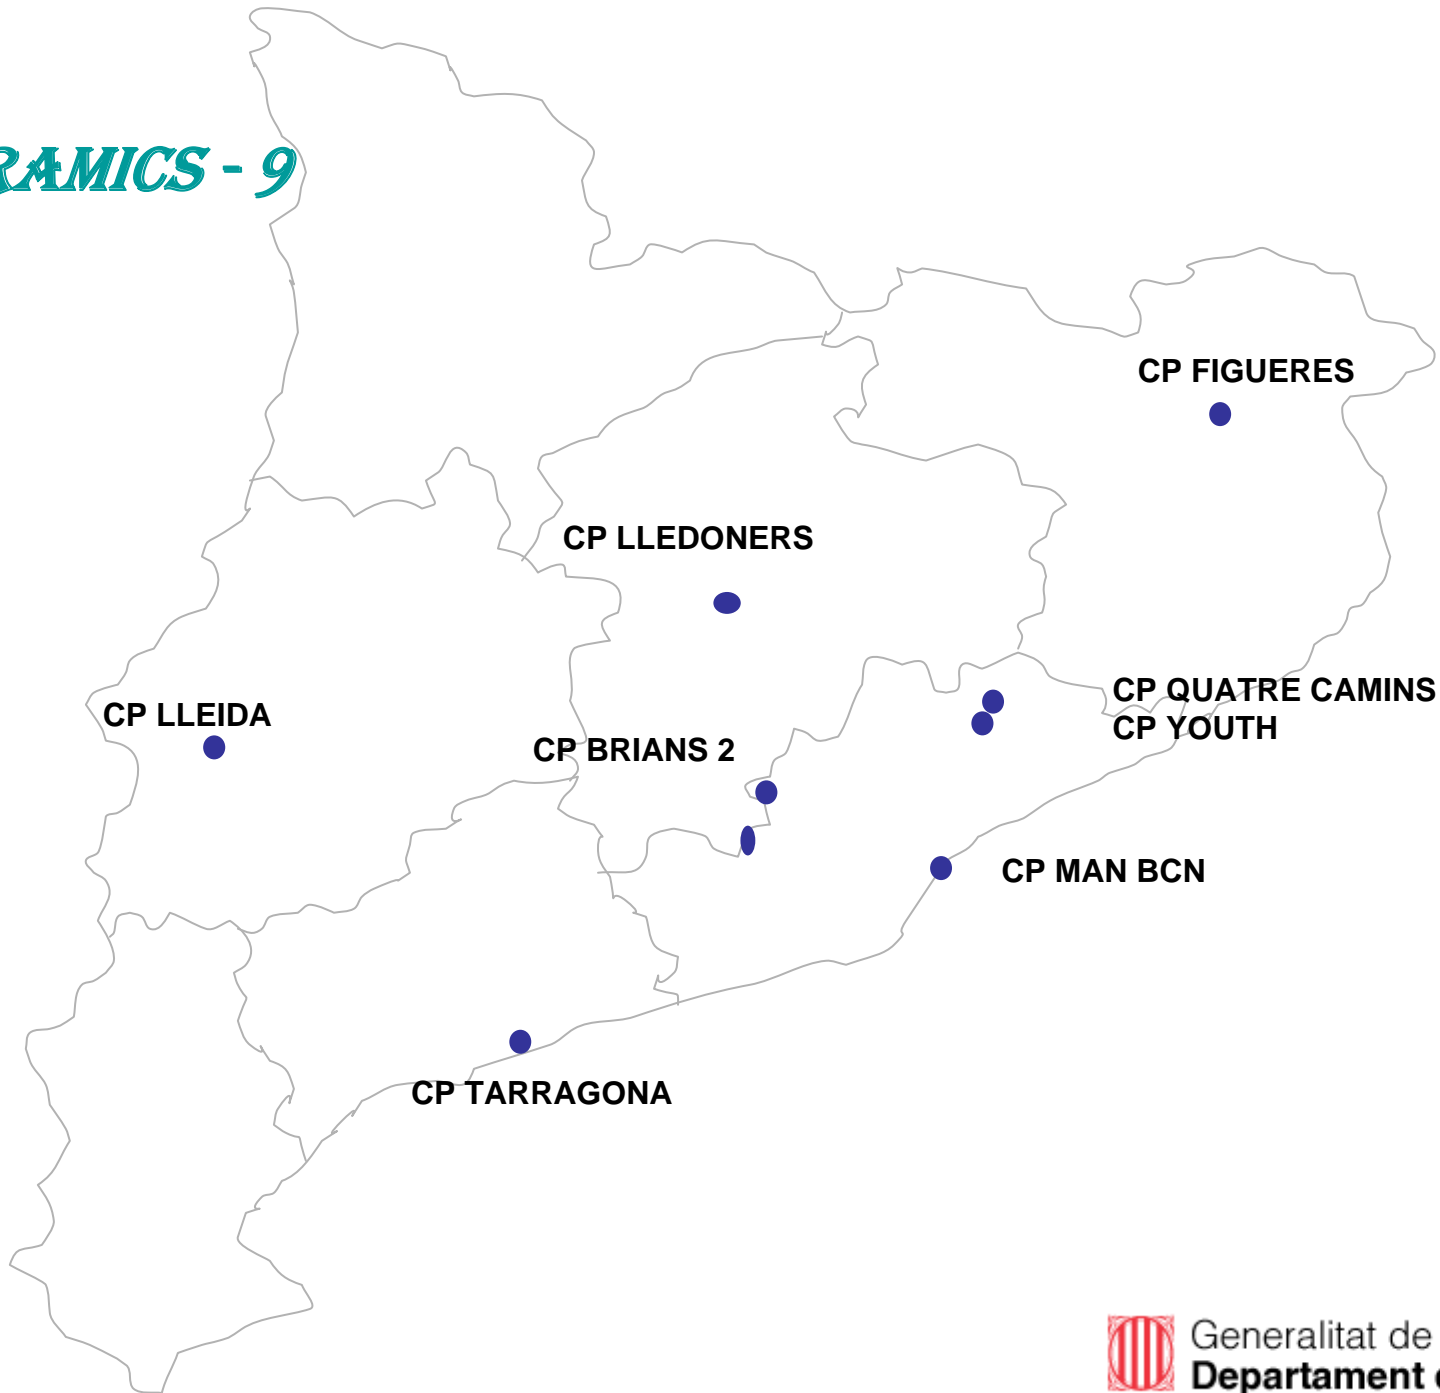 RAMICS - 9
CP FIGUERES
CP LLEDONERS
CP QUATRE CAMINS
CP LLEIDA
CP YOUTH
CP BRIANS 2
CP MAN BCN
CP TARRAGONA
Generalitat de
Departament